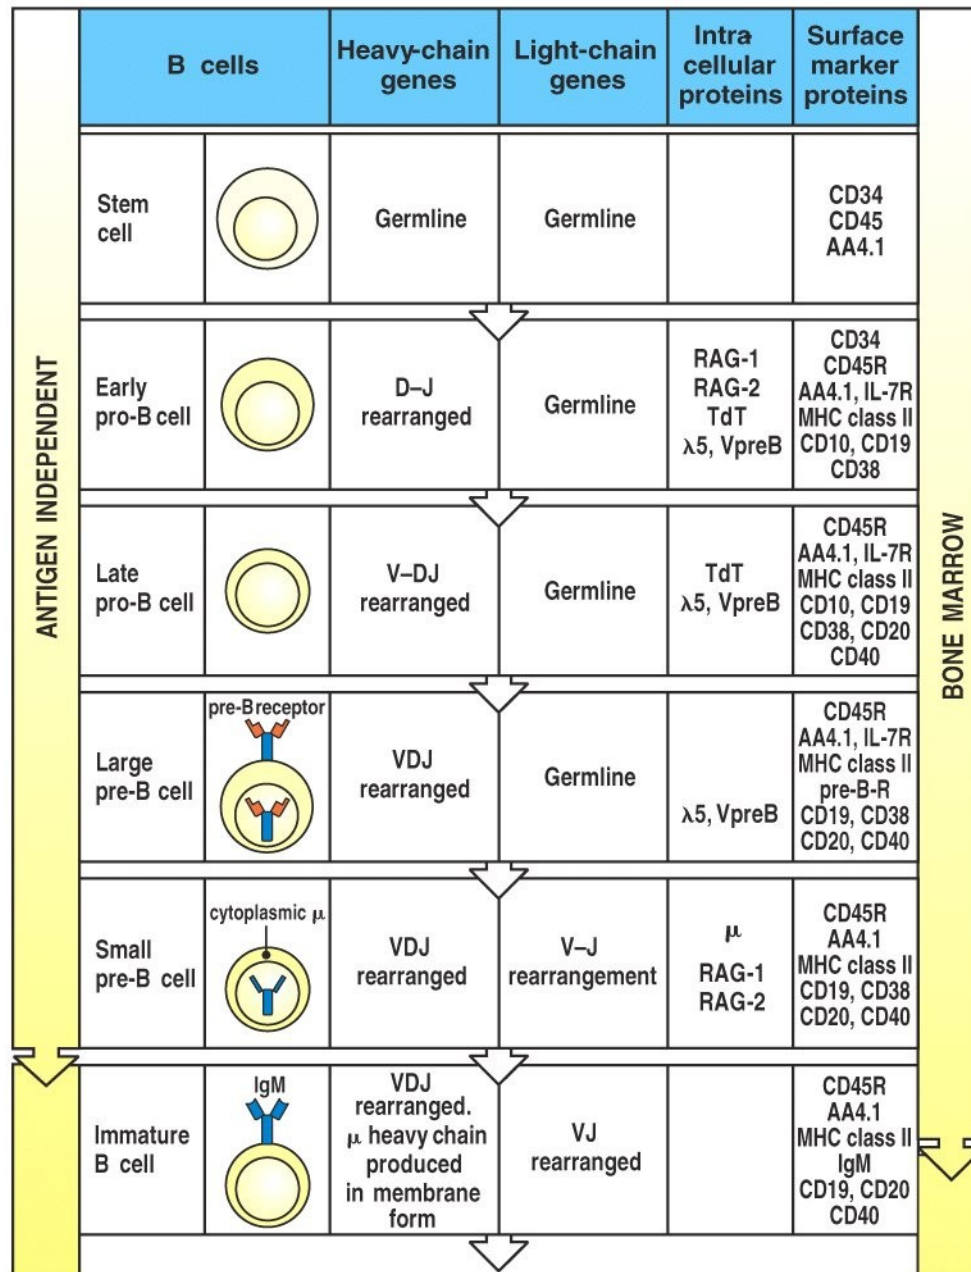 B cells
Heavy-chain
genes
Light-chain
genes
Intra
cellular
proteins
Surface
marker
proteins
ANTIGEN INDEPENDENT
BONE MARROW
Stem
cell
Germline
Germline
CD34
CD45
AA4.1
Early
pro-B cell
D–J
rearranged
Germline
RAG-1
RAG-2
TdT
λ5, VpreB
CD34
CD45R
AA4.1, IL-7R
MHC class II
CD10, CD19
CD38
Late
pro-B cell
V–DJ
rearranged
Germline
TdT
λ5, VpreB
CD45R
AA4.1, IL-7R
MHC class II
CD10, CD19
CD38, CD20
CD40
Large
pre-B cell
pre-B receptor
VDJ
rearranged
Germline
λ5, VpreB
CD45R
AA4.1, IL-7R
MHC class II
pre-B-R
CD19, CD38
CD20, CD40
Small
pre-B cell
cytoplasmic μ
VDJ
rearranged
V–J
rearrangement
μ
RAG-1
RAG-2
CD45R
AA4.1
MHC class II
CD19, CD38
CD20, CD40
Immature
B cell
IgM
VDJ
rearranged.
μ heavy chain
produced
in membrane
form
VJ
rearranged
CD45R
AA4.1
MHC class II
IgM
CD19, CD20
CD40